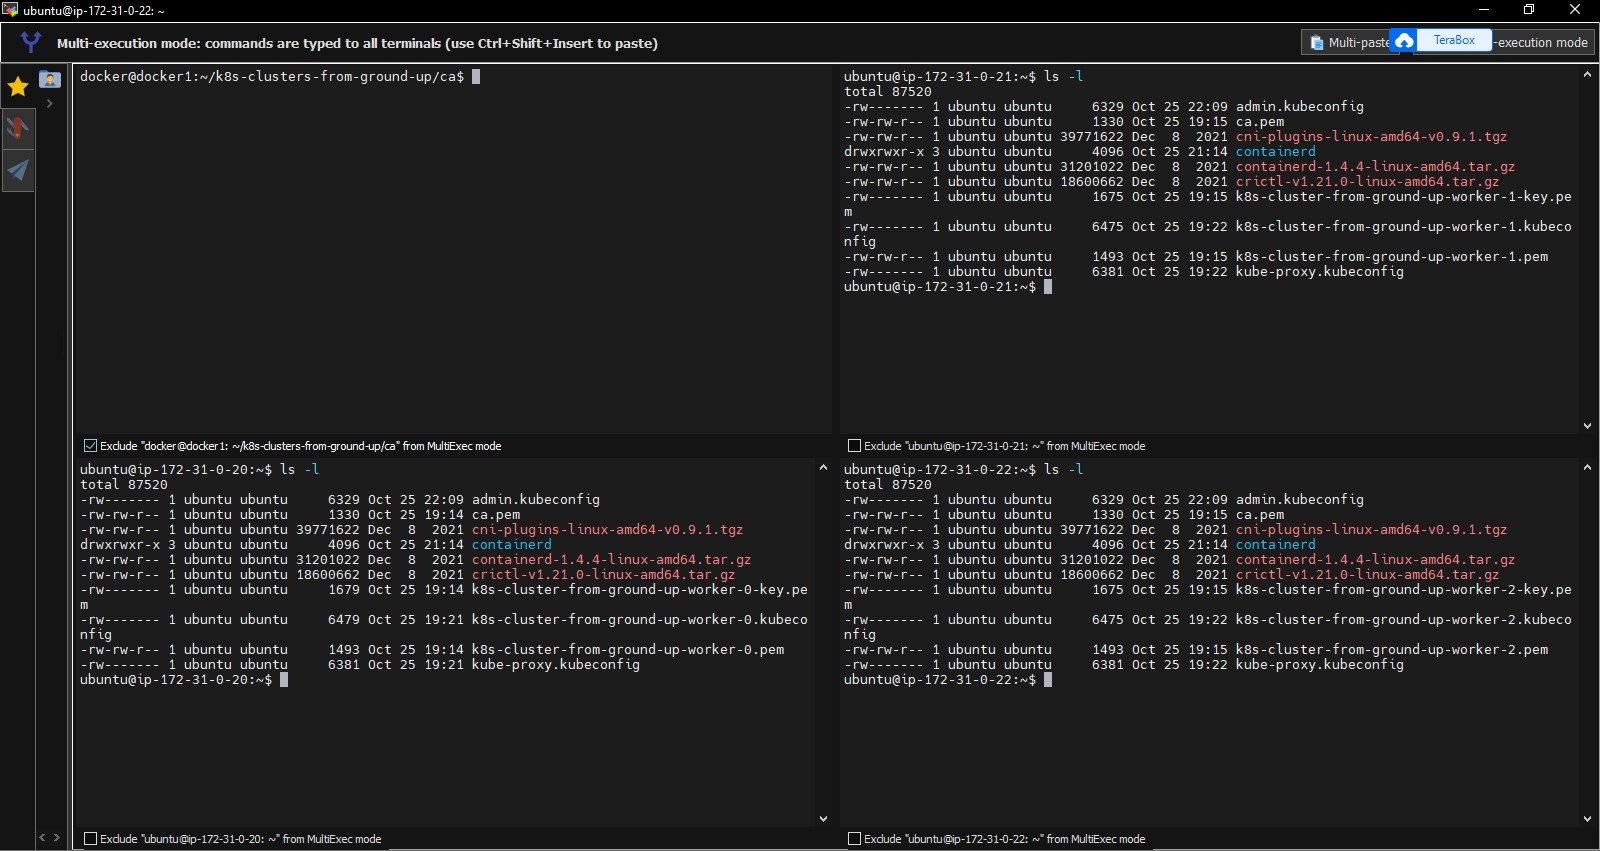 ubuntu@ip-172-31-0-22: ~
Multi-execution mode: commands are typed to all terminals (use Ctrl+Shift+Insert to paste)
Multi-paste
TeraBox
-execution mode
docker@docker1:~/k8s-clusters-from-ground-up/ca$
Exclude "docker@docker1: ~/k8s-clusters-from-ground-up/ca" from MultiExec mode
ubuntu@ip-172-31-0-21:~$ ls -l
total 87520
-rw------- 1 ubuntu ubuntu     6329 Oct 25 22:09 admin.kubeconfig
-rw-rw-r-- 1 ubuntu ubuntu     1330 Oct 25 19:15 ca.pem
-rw-rw-r-- 1 ubuntu ubuntu 39771622 Dec  8  2021 cni-plugins-linux-amd64-v0.9.1.tgz
drwxrwxr-x 3 ubuntu ubuntu     4096 Oct 25 21:14 containerd
-rw-rw-r-- 1 ubuntu ubuntu 31201022 Dec  8  2021 containerd-1.4.4-linux-amd64.tar.gz
-rw-rw-r-- 1 ubuntu ubuntu 18600662 Dec  8  2021 crictl-v1.21.0-linux-amd64.tar.gz
-rw------- 1 ubuntu ubuntu     1675 Oct 25 19:15 k8s-cluster-from-ground-up-worker-1-key.pe
m
-rw------- 1 ubuntu ubuntu     6475 Oct 25 19:22 k8s-cluster-from-ground-up-worker-1.kubeco
nfig
-rw-rw-r-- 1 ubuntu ubuntu     1493 Oct 25 19:15 k8s-cluster-from-ground-up-worker-1.pem
-rw------- 1 ubuntu ubuntu     6381 Oct 25 19:22 kube-proxy.kubeconfig
ubuntu@ip-172-31-0-21:~$
Exclude "ubuntu@ip-172-31-0-21: ~" from MultiExec mode
ubuntu@ip-172-31-0-20:~$ ls -l
total 87520
-rw------- 1 ubuntu ubuntu     6329 Oct 25 22:09 admin.kubeconfig
-rw-rw-r-- 1 ubuntu ubuntu     1330 Oct 25 19:14 ca.pem
-rw-rw-r-- 1 ubuntu ubuntu 39771622 Dec  8  2021 cni-plugins-linux-amd64-v0.9.1.tgz
drwxrwxr-x 3 ubuntu ubuntu     4096 Oct 25 21:14 containerd
-rw-rw-r-- 1 ubuntu ubuntu 31201022 Dec  8  2021 containerd-1.4.4-linux-amd64.tar.gz
-rw-rw-r-- 1 ubuntu ubuntu 18600662 Dec  8  2021 crictl-v1.21.0-linux-amd64.tar.gz
-rw------- 1 ubuntu ubuntu     1679 Oct 25 19:14 k8s-cluster-from-ground-up-worker-0-key.pe
m
-rw------- 1 ubuntu ubuntu     6479 Oct 25 19:21 k8s-cluster-from-ground-up-worker-0.kubeco
nfig
-rw-rw-r-- 1 ubuntu ubuntu     1493 Oct 25 19:14 k8s-cluster-from-ground-up-worker-0.pem
-rw------- 1 ubuntu ubuntu     6381 Oct 25 19:21 kube-proxy.kubeconfig
ubuntu@ip-172-31-0-20:~$
Exclude "ubuntu@ip-172-31-0-20: ~" from MultiExec mode
ubuntu@ip-172-31-0-22:~$ ls -l
total 87520
-rw------- 1 ubuntu ubuntu     6329 Oct 25 22:09 admin.kubeconfig
-rw-rw-r-- 1 ubuntu ubuntu     1330 Oct 25 19:15 ca.pem
-rw-rw-r-- 1 ubuntu ubuntu 39771622 Dec  8  2021 cni-plugins-linux-amd64-v0.9.1.tgz
drwxrwxr-x 3 ubuntu ubuntu     4096 Oct 25 21:14 containerd
-rw-rw-r-- 1 ubuntu ubuntu 31201022 Dec  8  2021 containerd-1.4.4-linux-amd64.tar.gz
-rw-rw-r-- 1 ubuntu ubuntu 18600662 Dec  8  2021 crictl-v1.21.0-linux-amd64.tar.gz
-rw------- 1 ubuntu ubuntu     1675 Oct 25 19:15 k8s-cluster-from-ground-up-worker-2-key.pe
m
-rw------- 1 ubuntu ubuntu     6475 Oct 25 19:22 k8s-cluster-from-ground-up-worker-2.kubeco
nfig
-rw-rw-r-- 1 ubuntu ubuntu     1493 Oct 25 19:15 k8s-cluster-from-ground-up-worker-2.pem
-rw------- 1 ubuntu ubuntu     6381 Oct 25 19:22 kube-proxy.kubeconfig
ubuntu@ip-172-31-0-22:~$
Exclude "ubuntu@ip-172-31-0-22: ~" from MultiExec mode